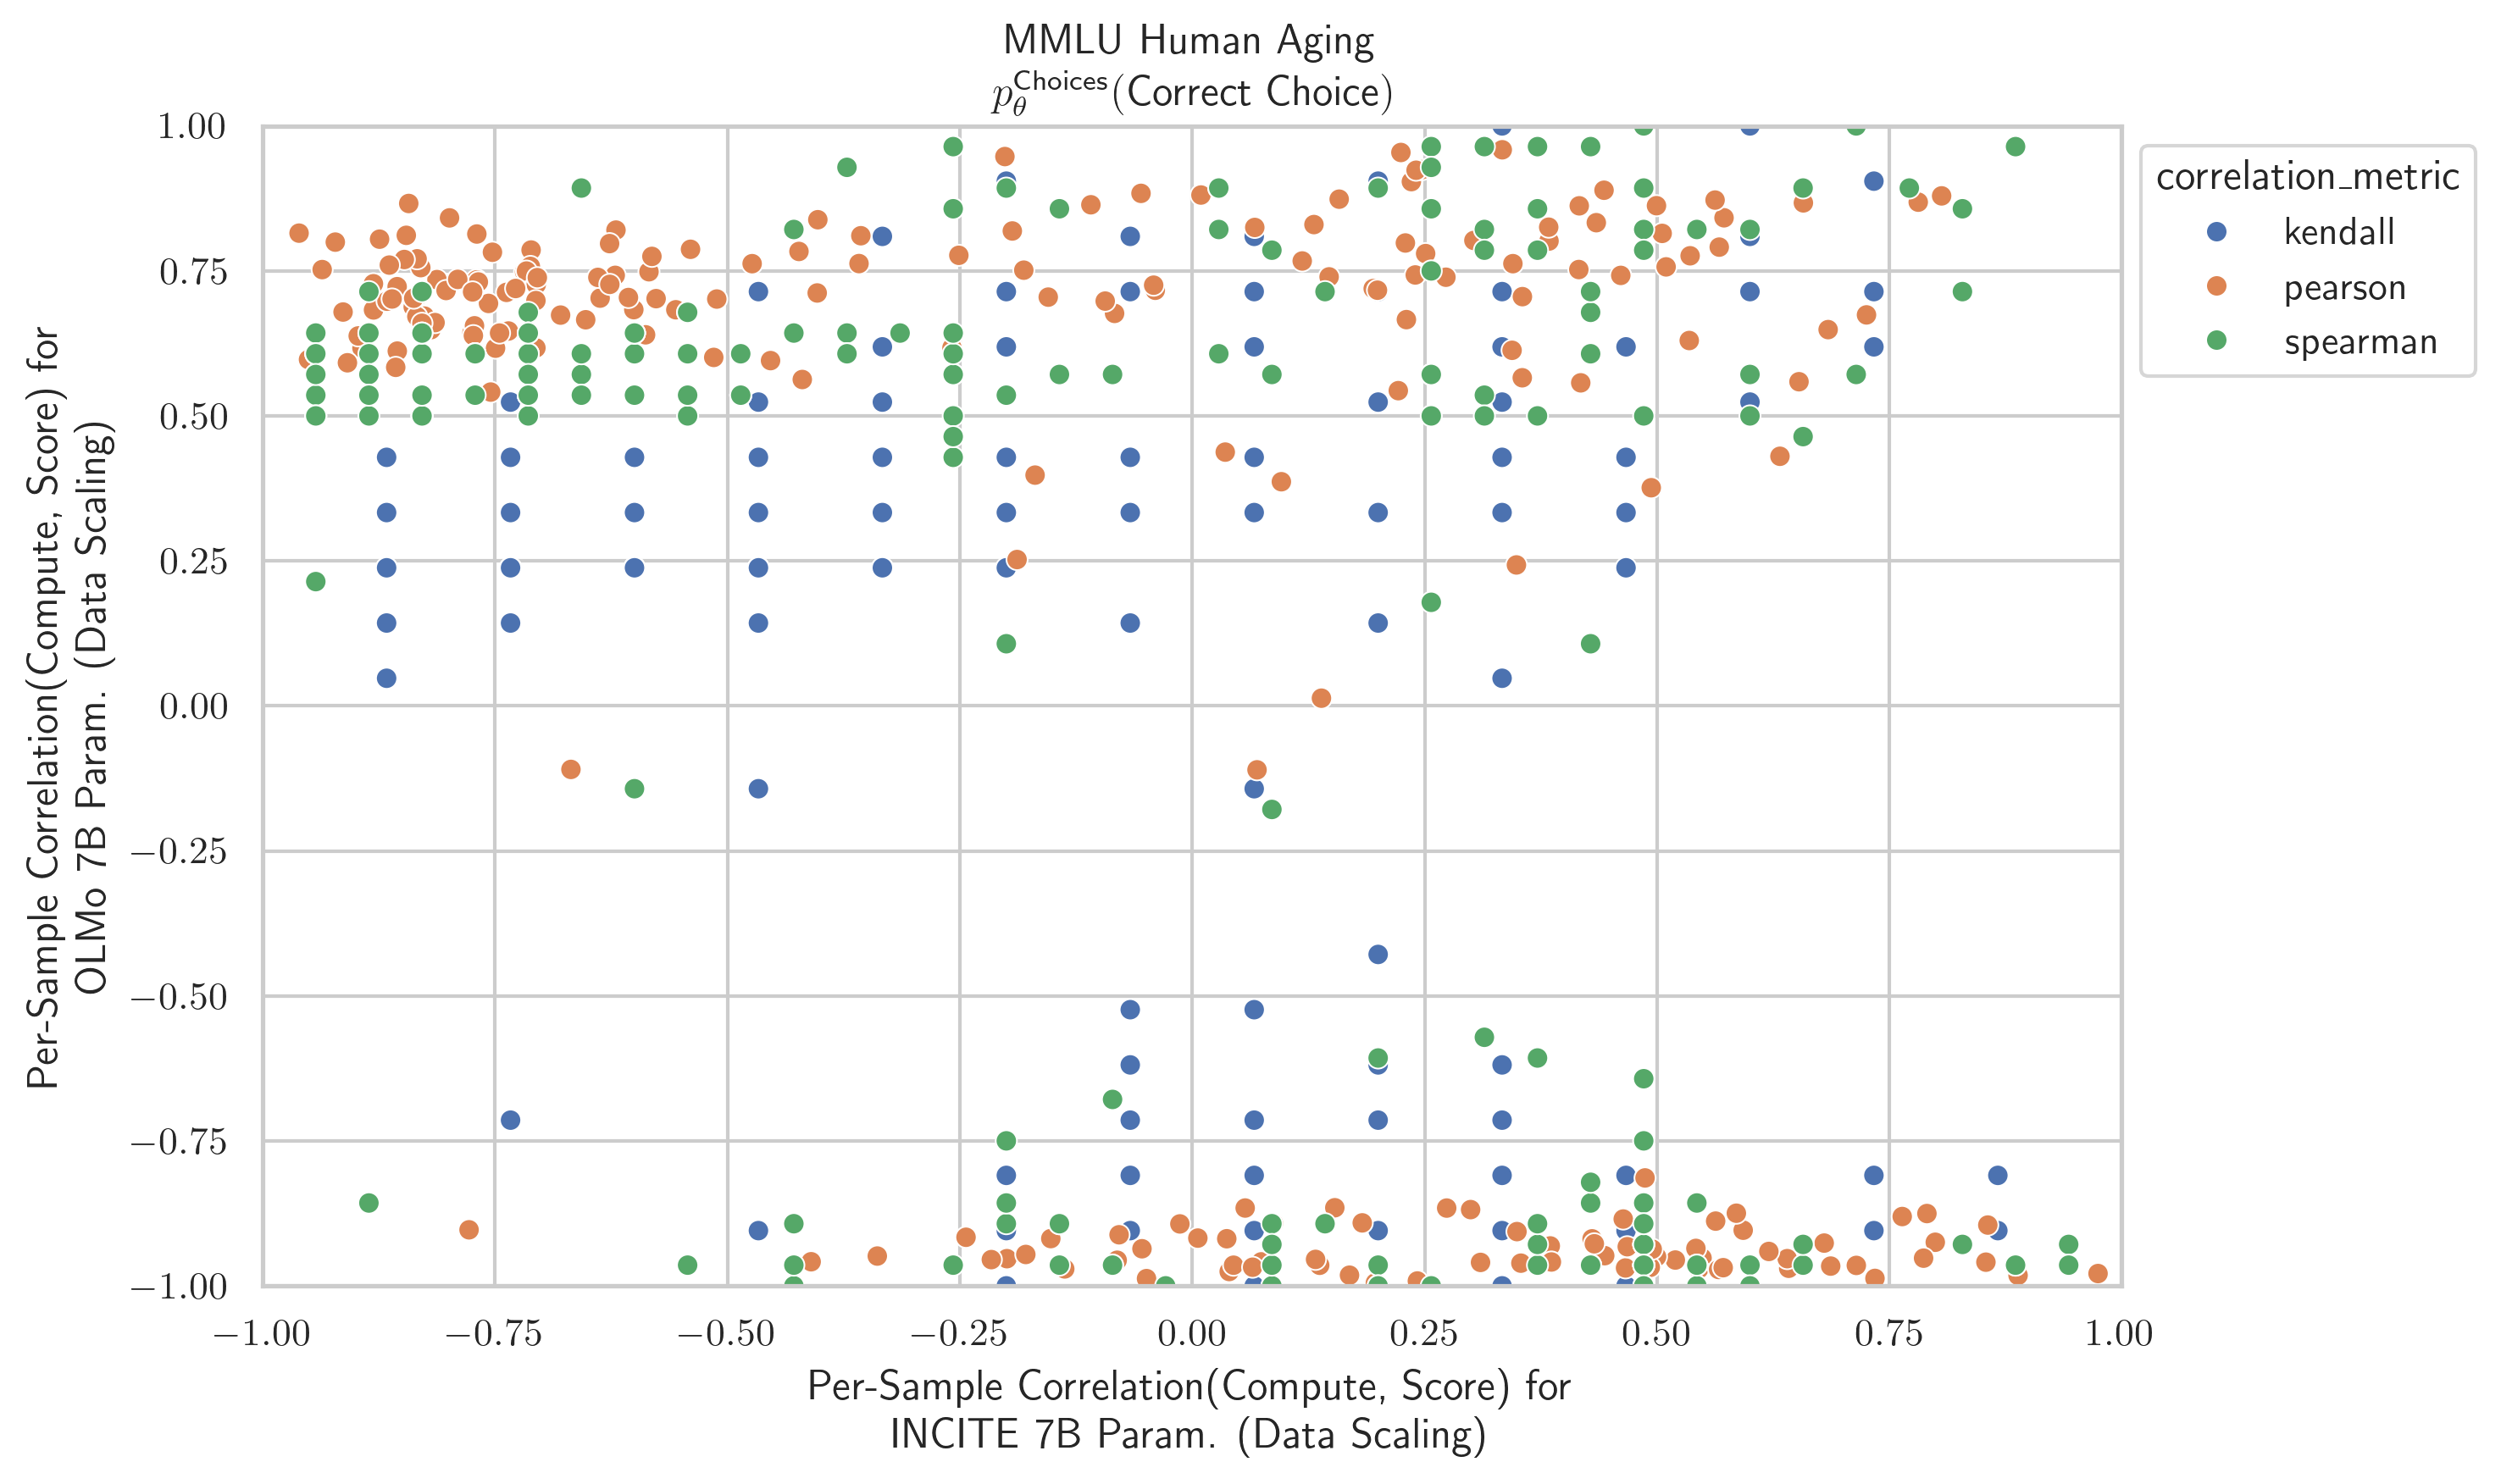 MMLU Human Aging
p_θ^Choices(Correct Choice)
1.00
0.75
0.50
0.25
0.00
−0.25
−0.50
−0.75
−1.00
Per-Sample Correlation(Compute, Score) for
OLMo 7B Param. (Data Scaling)
−1.00 −0.75 −0.50 −0.25 0.00 0.25 0.50 0.75 1.00
Per-Sample Correlation(Compute, Score) for
INCITE 7B Param. (Data Scaling)
correlation_metric
kendall
pearson
spearman